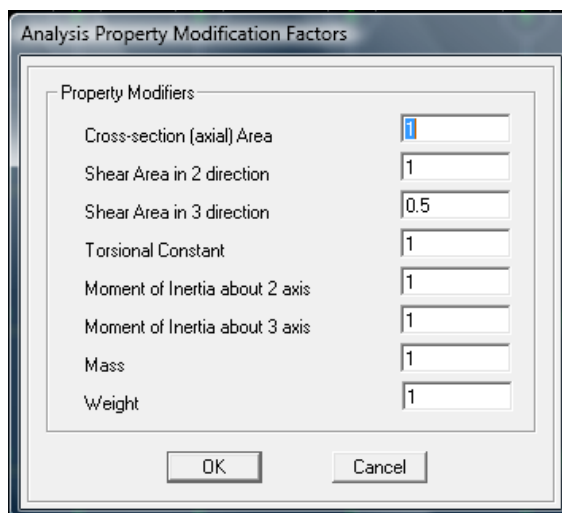 Analysis Property Modification Factors
Property Modifiers
Cross-section (axial) Area 1
Shear Area in 2 direction 1
Shear Area in 3 direction 0.5
Torsional Constant 1
Moment of Inertia about 2 axis 1
Moment of Inertia about 3 axis 1
Mass 1
Weight 1
OK Cancel